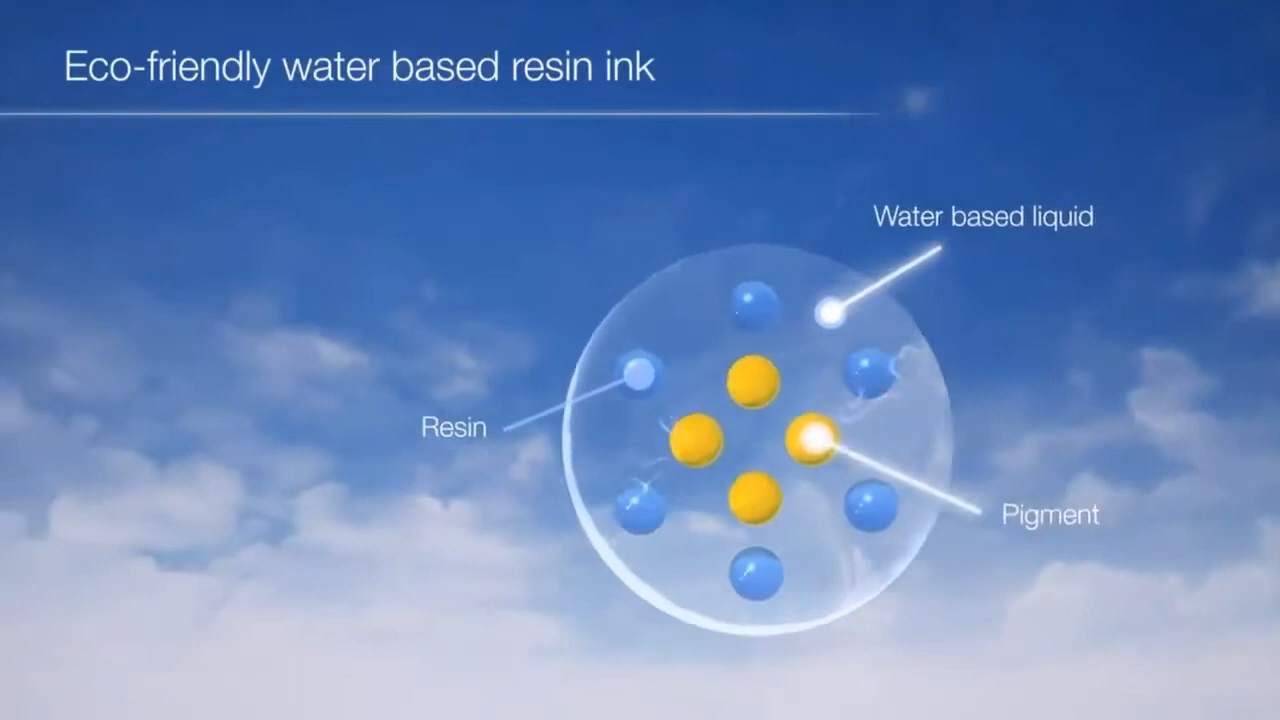 Eco-friendly water based resin ink
Water based liquid
Resin
Pigment